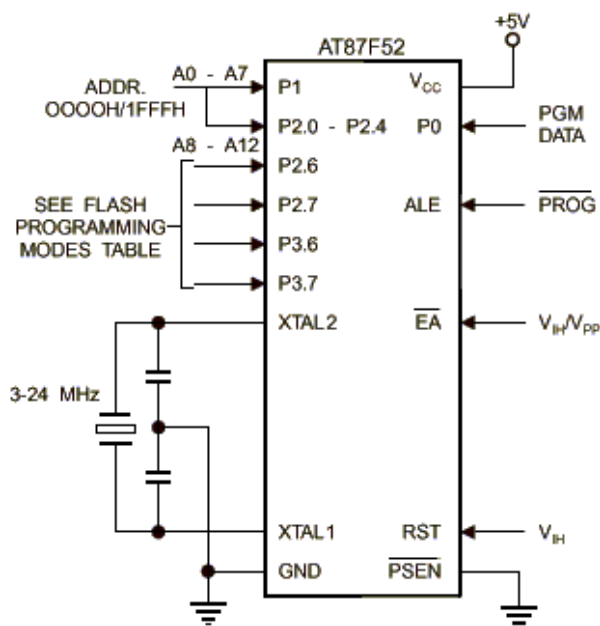 +5V
AT87F52
A0 - A7
ADDR.
OOOOH/1FFFH
P1
VCC
P2.0 - P2.4
P0
PGM
DATA
A8 - A12
P2.6
SEE FLASH
PROGRAMMING
MODES TABLE
P2.7
ALE
PROG
P3.6
P3.7
XTAL2
EA
VIH/VPP
3-24 MHz
XTAL1
RST
VIH
GND
PSEN